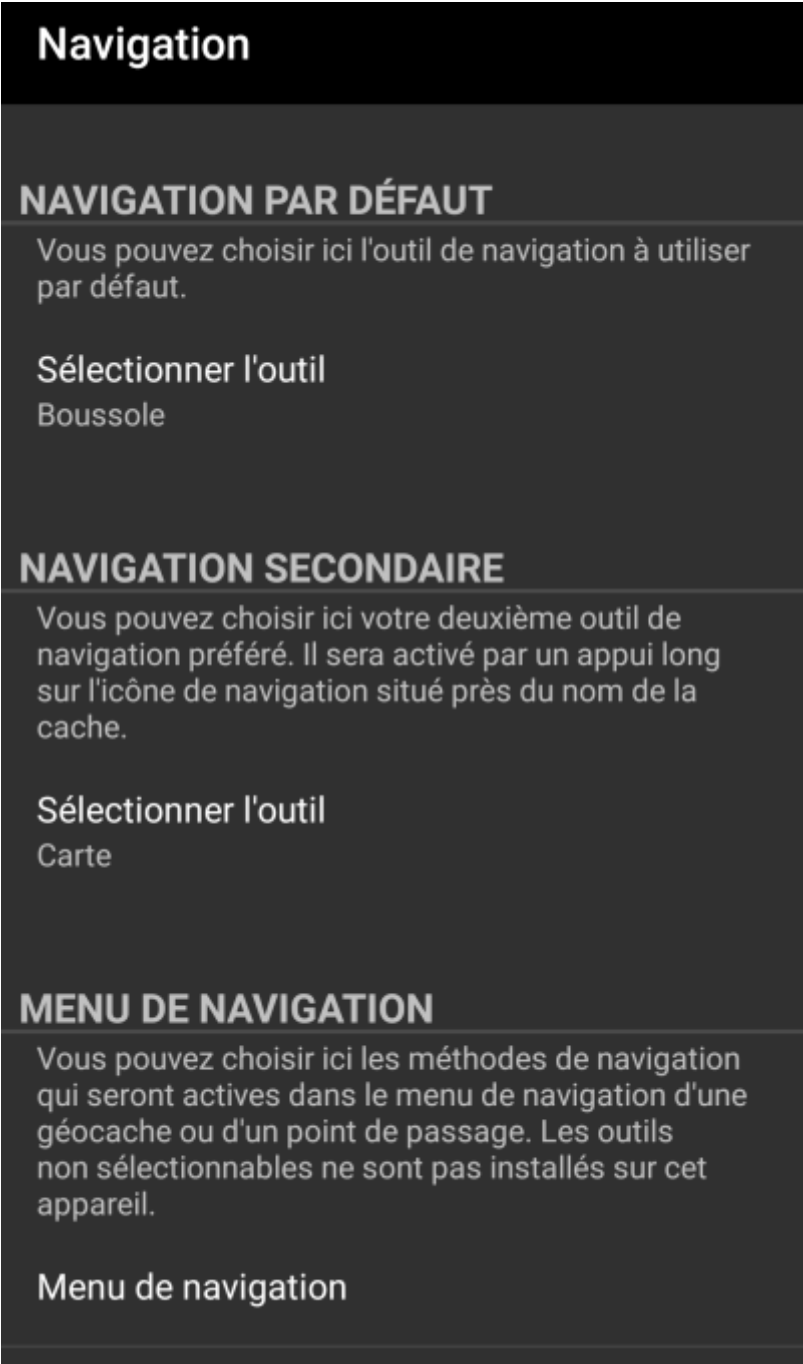 Navigation
NAVIGATION PAR DÉFAUT
Vous pouvez choisir ici l'outil de navigation à utiliser
par défaut.
Sélectionner l'outil
Boussole
NAVIGATION SECONDAIRE
Vous pouvez choisir ici votre deuxième outil de
navigation préféré. Il sera activé par un appui long
sur l'icône de navigation situé près du nom de la
cache.
Sélectionner l'outil
Carte
MENU DE NAVIGATION
Vous pouvez choisir ici les méthodes de navigation
qui seront actives dans le menu de navigation d'une
géocache ou d'un point de passage. Les outils
non sélectionnables ne sont pas installés sur cet
appareil.
Menu de navigation